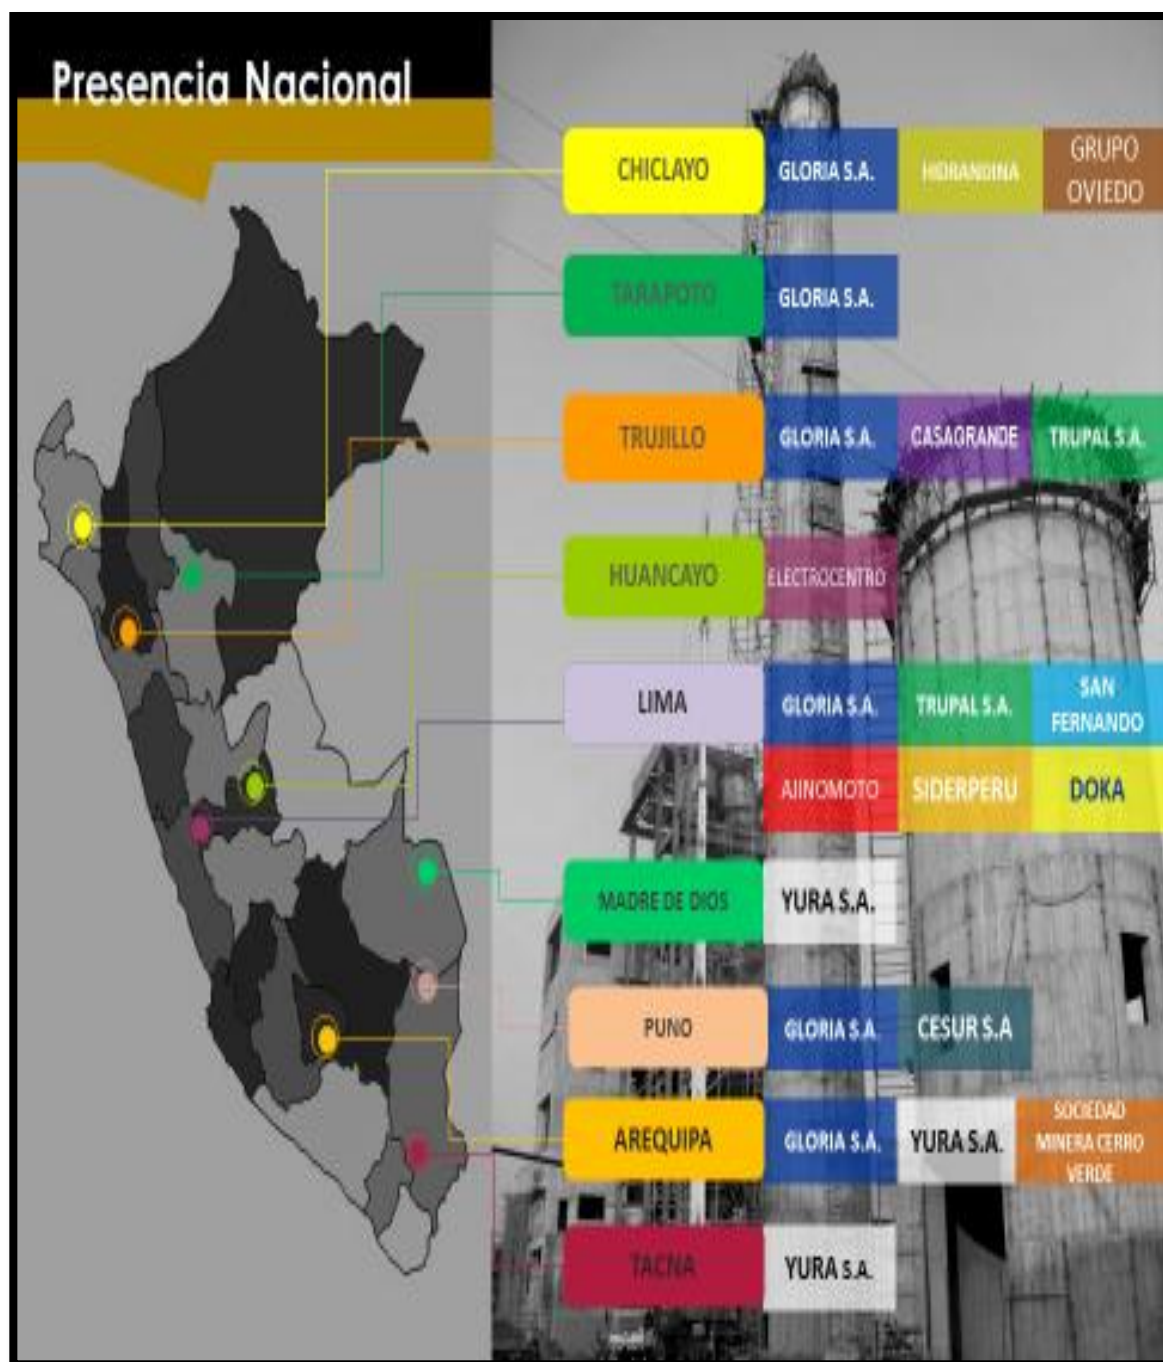 Presencia Nacional
CHICLAYO GLORIA S.A. HIDRANDINA GRUPO
OVIEDO
TARAPOTO GLORIA S.A.
TRUJILLO GLORIA S.A. CASAGRANDE TRUPAL S.A.
HUANCAYO ELECTROCENTRO
LIMA GLORIA S.A. TRUPAL S.A. SAN
FERNANDO
AJINOMOTO SIDERPERU DOKA
MADRE DE DIOS YURA S.A.
PUNO GLORIA S.A. CESUR S.A
AREQUIPA GLORIA S.A. YURA S.A. SOCIEDAD
MINERA CERRO
VERDE
TACNA YURA S.A.